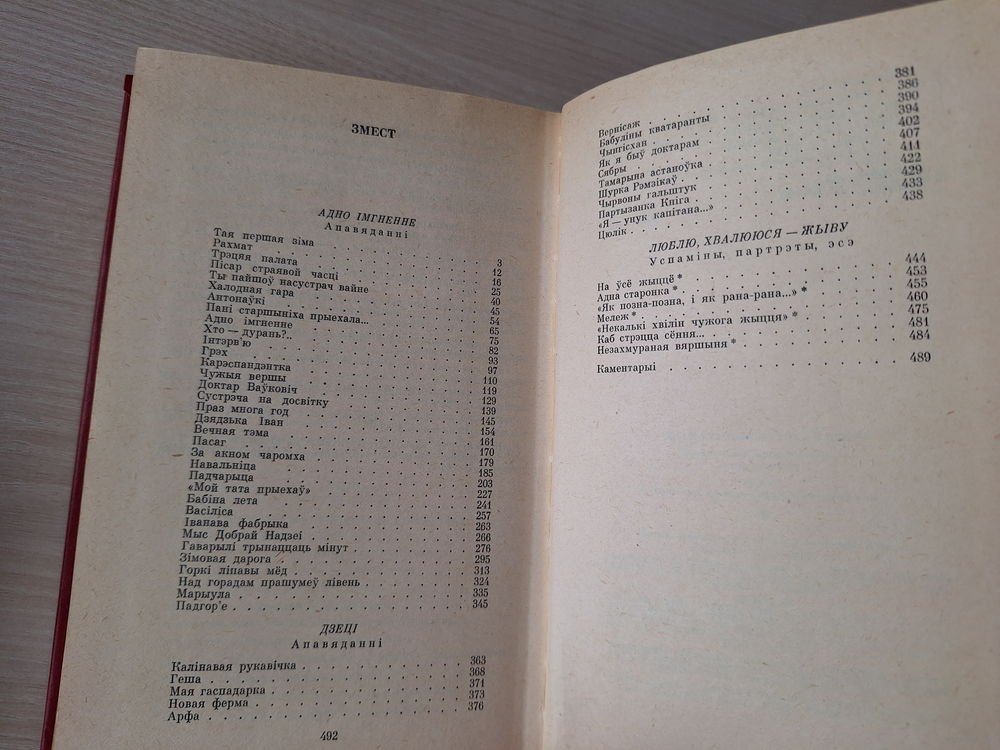 ЗМЕСТ
АДНО ІМГНЕННЕ
Апавяданні
Тая першая зіма 3
Рахмат 12
Трэцяя палата 16
Пісар страявой часці 25
Ты пайшоў насустрач вайне 40
Халодная гара 45
Антонаўкі 54
Пані старшыніха прыехала... 65
Адно імгненне 75
Хто — дурань?.. 82
Інтэрв'ю 93
Грэх 97
Карэспандэнтка 110
Чужыя вершы 119
Доктар Ваўковіч 129
Сустрэча на досвітку 139
Праз многа год 145
Дзядзька Іван 154
Вечная тэма 161
Пасаг 170
За акном чаромха 179
Навальніца 185
Падчарыца 203
«Мой тата прыехаў» 227
Бабіна лета 241
Васіліса 257
Іванава фабрыка 263
Мыс Добрай Надзеі 266
Гаварылі трынаццаць мінут 276
Зімовая дарога 295
Горкі ліпавы мёд 313
Над горадам прашумеў лівень 324
Марыула 335
Падгор'е 345
ДЗЕЦІ
Апавяданні
Калінавая рукавічка 363
Геша 368
Мая гаспадарка 371
Новая ферма 373
Арфа 376
492
Вернісаж 381
Бабуліны кватаранты 386
Чынгісхан 390
Як я быў доктарам 394
Сябры 402
Тамарына астаноўка 407
Шурка Рэмзікаў 411
Чырвоны гальштук 422
Партызанка Кніга 429
«Я — унук капітана...» 433
Цюлік 438
ЛЮБЛЮ, ХВАЛЮЮСЯ — ЖЫВУ
Успаміны, партрэты, эсэ
На ўсё жыццё* 444
Адна старонка* 453
«Як позна-позна, і як рана-рана...»* 455
Мележ* 460
«Некалькі хвілін чужога жыцця»* 475
Каб стрэцца сёння... 481
Незахмураная вяршыня* 484
Каментарыі 489